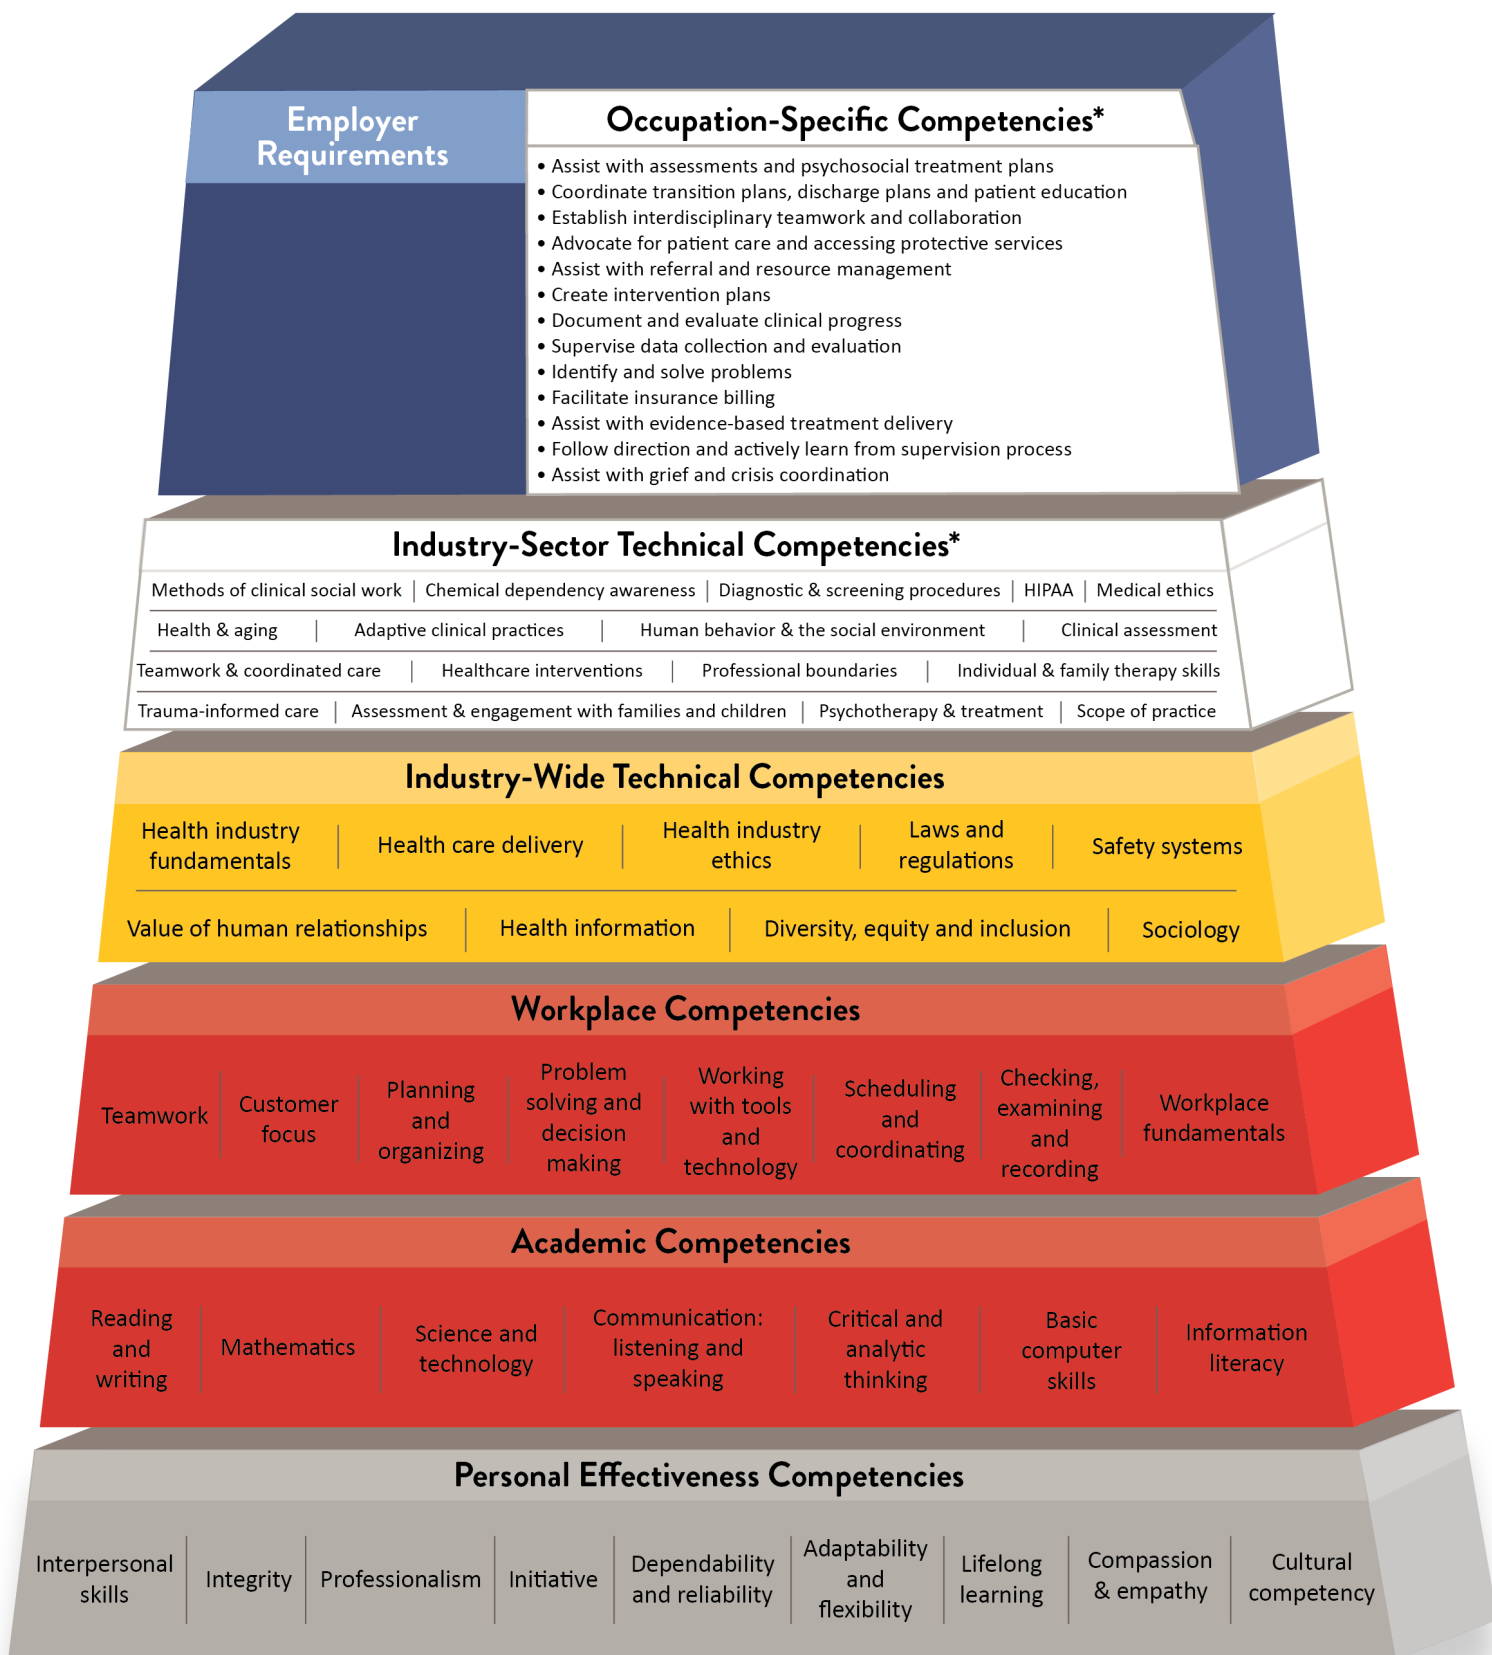 Employer
Requirements
Occupation-Specific Competencies*
• Assist with assessments and psychosocial treatment plans
• Coordinate transition plans, discharge plans and patient education
• Establish interdisciplinary teamwork and collaboration
• Advocate for patient care and accessing protective services
• Assist with referral and resource management
• Create intervention plans
• Document and evaluate clinical progress
• Supervise data collection and evaluation
• Identify and solve problems
• Facilitate insurance billing
• Assist with evidence-based treatment delivery
• Follow direction and actively learn from supervision process
• Assist with grief and crisis coordination
Industry-Sector Technical Competencies*
Methods of clinical social work | Chemical dependency awareness | Diagnostic & screening procedures | HIPAA | Medical ethics
Health & aging | Adaptive clinical practices | Human behavior & the social environment | Clinical assessment
Teamwork & coordinated care | Healthcare interventions | Professional boundaries | Individual & family therapy skills
Trauma-informed care | Assessment & engagement with families and children | Psychotherapy & treatment | Scope of practice
Industry-Wide Technical Competencies
Health industry
fundamentals
Health care delivery
Health industry
ethics
Laws and
regulations
Safety systems
Value of human relationships
Health information
Diversity, equity and inclusion
Sociology
Workplace Competencies
Teamwork
Customer
focus
Planning
and
organizing
Problem
solving and
decision
making
Working
with tools
and
technology
Scheduling
and
coordinating
Checking,
examining
and
recording
Workplace
fundamentals
Academic Competencies
Reading
and
writing
Mathematics
Science and
technology
Communication:
listening and
speaking
Critical and
analytic
thinking
Basic
computer
skills
Information
literacy
Personal Effectiveness Competencies
Interpersonal
skills
Integrity
Professionalism
Initiative
Dependability
and reliability
Adaptability
and
flexibility
Lifelong
learning
Compassion
& empathy
Cultural
competency